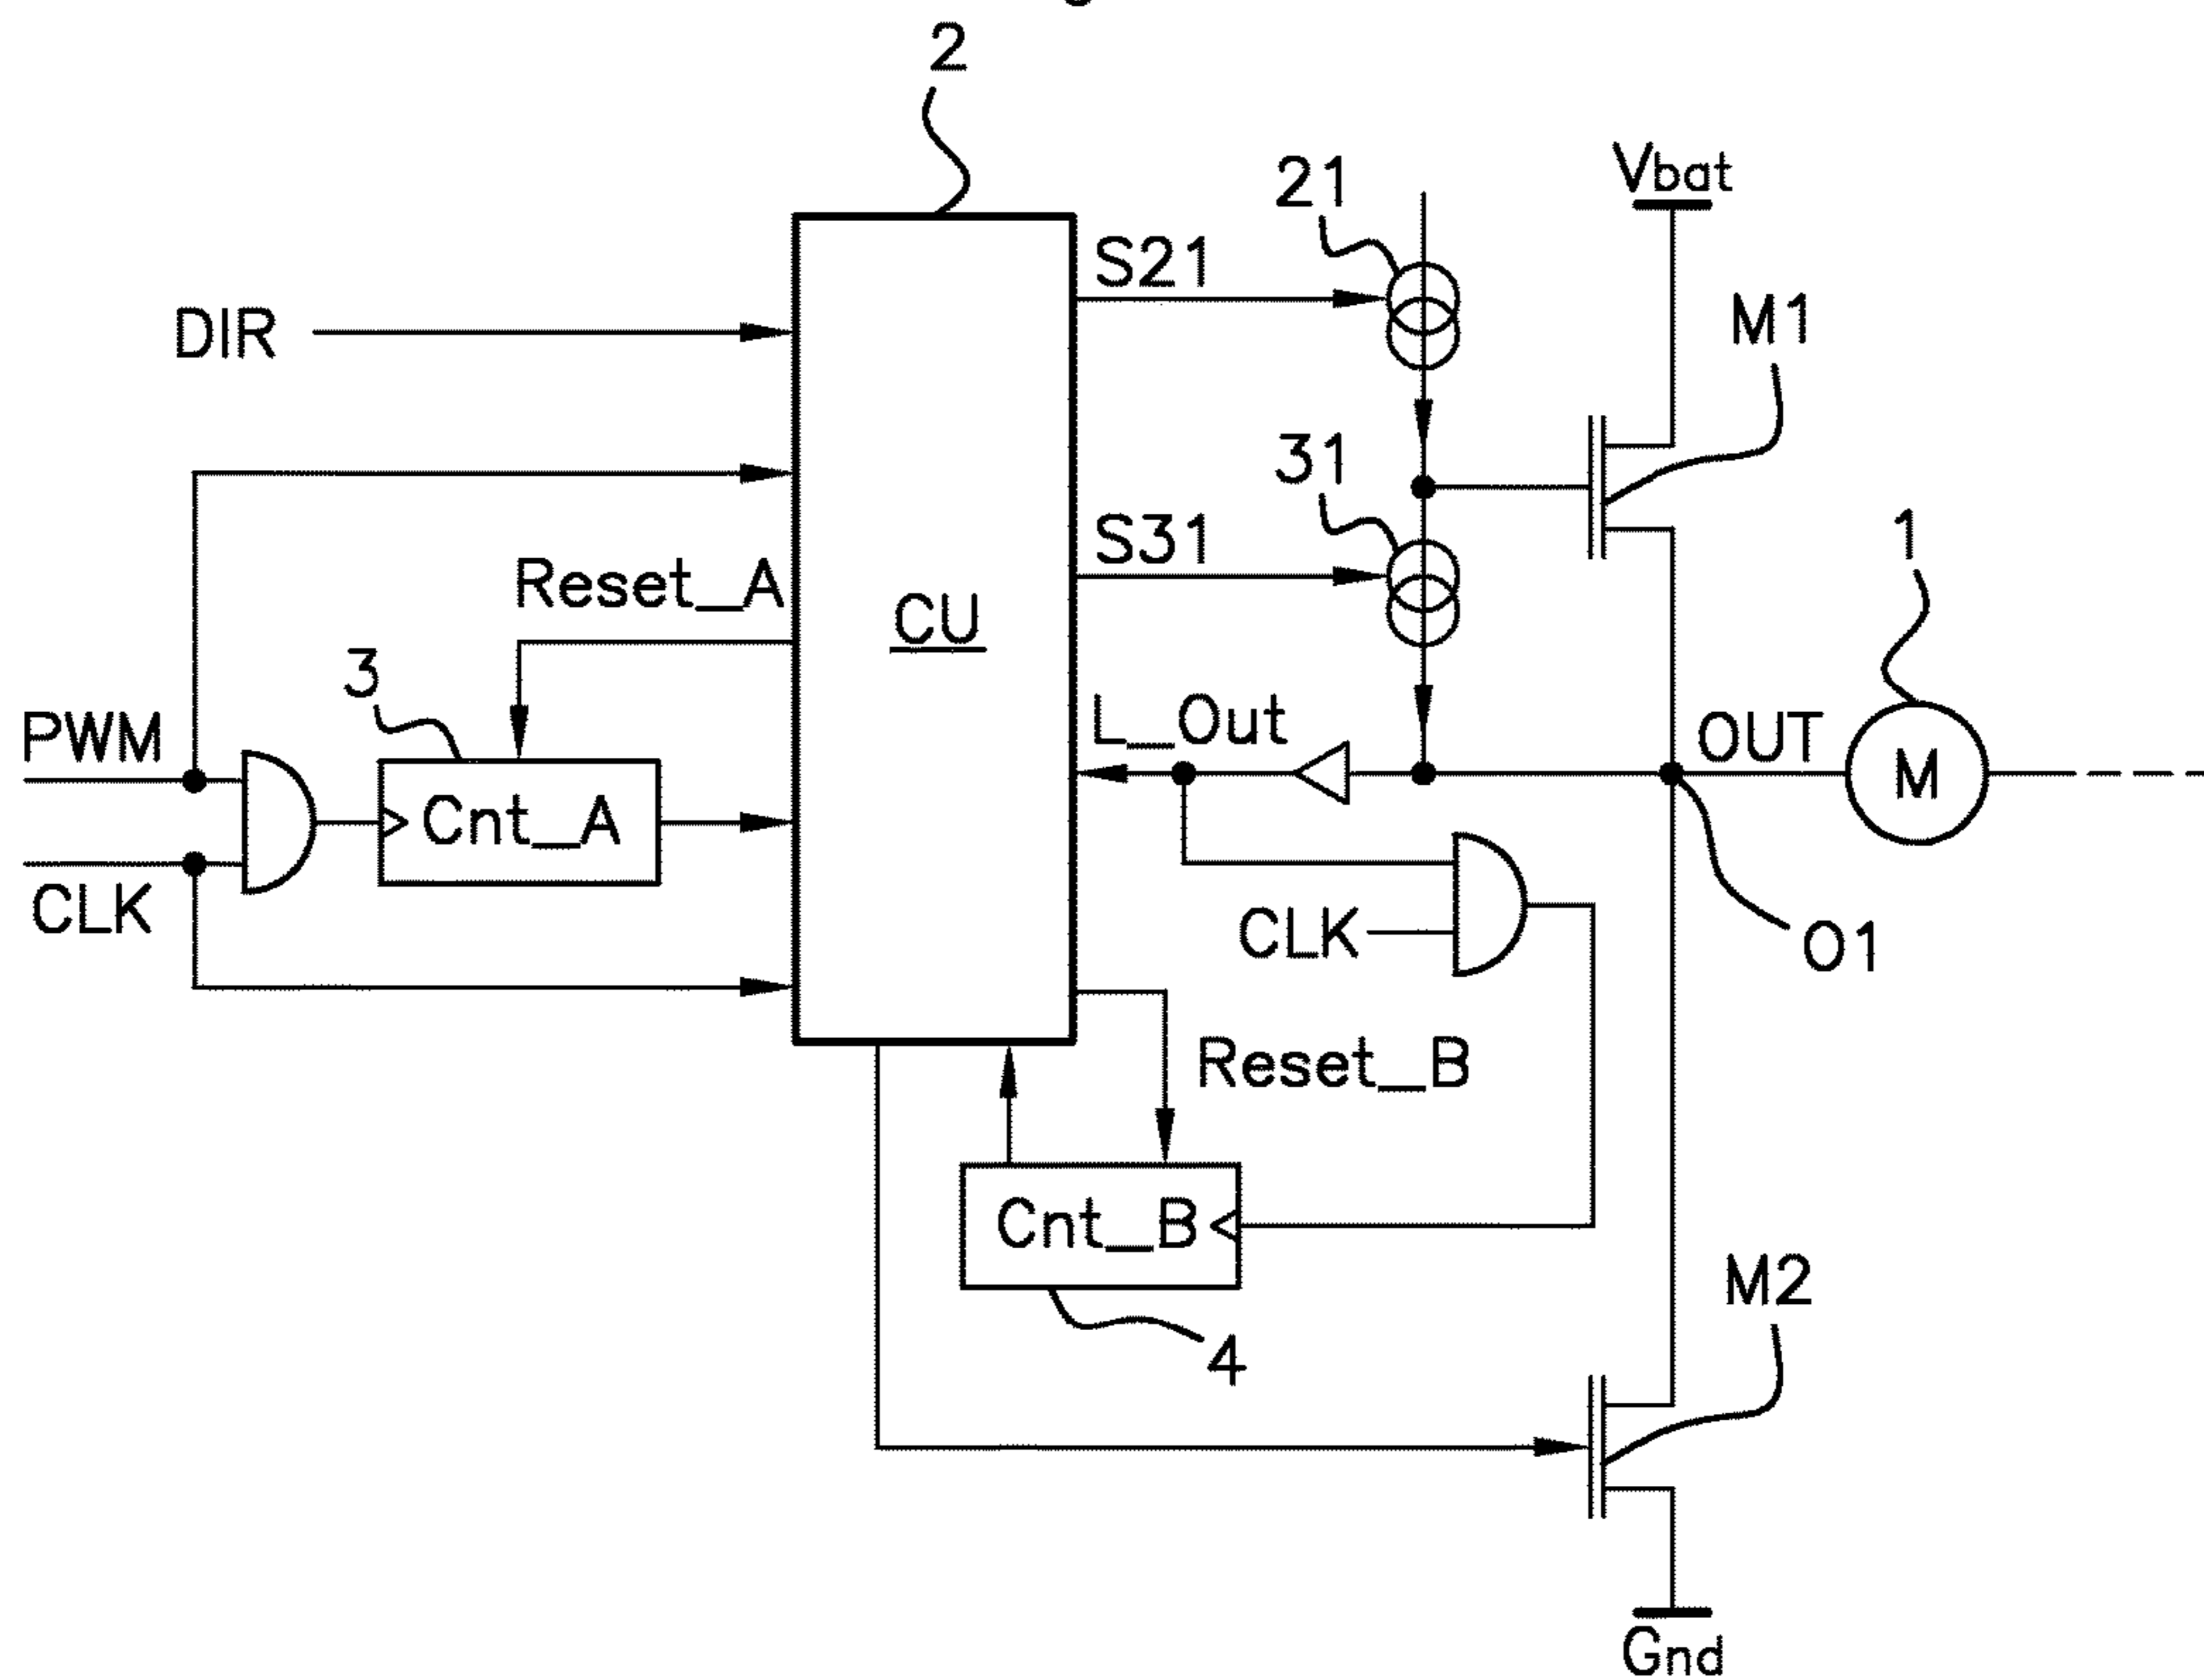 2
21
Vbat
S21
M1
DIR
31
S31
1
Reset_A
CU
3
L_Out
OUT
PWM
M
Cnt_A
CLK
CLK
O1
Reset_B
Cnt_B
M2
4
Gnd